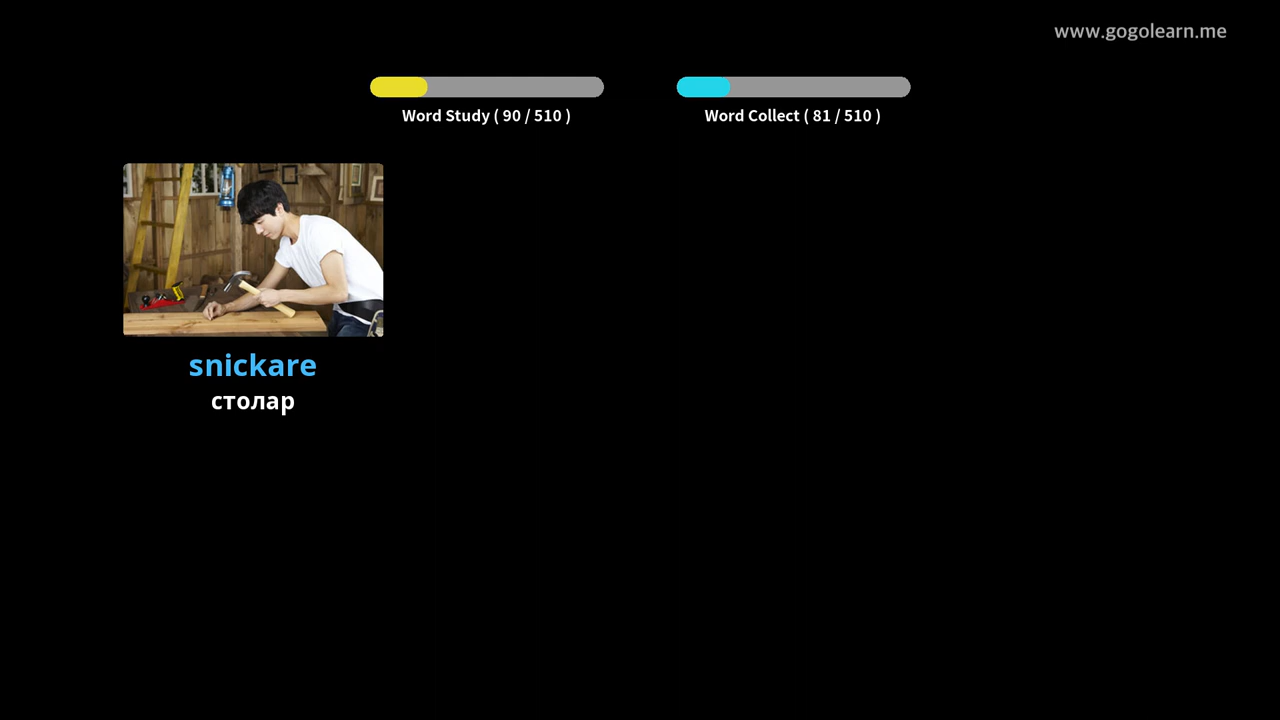 www.gogolearn.me
Word Study ( 90 / 510 )
Word Collect ( 81 / 510 )
snickare
столар